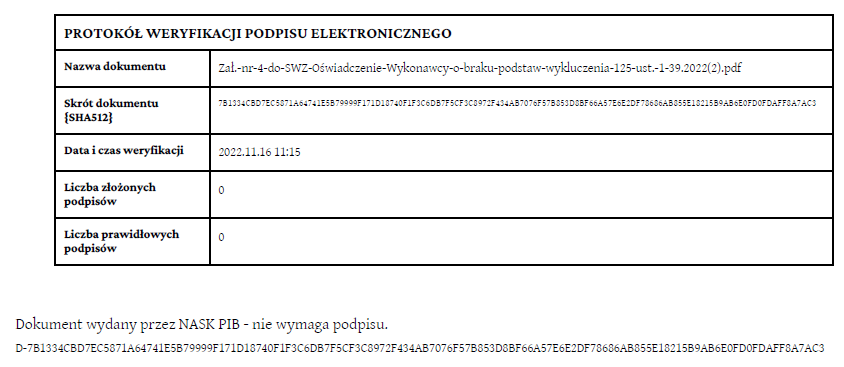 PROTOKÓŁ WERYFIKACJI PODPISU ELEKTRONICZNEGO
Nazwa dokumentu
Zał.-nr-4-do-SWZ-Oświadczenie-Wykonawcy-o-braku-podstaw-wykluczenia-125-ust.-1-39.2022(2).pdf
Skrót dokumentu
{SHA512}
7B1334CBD7EC5871A64741E5B79999F171D18740F1F3C6DB7F5CF3C8972F434AB7076F57B853D8BF66A57E6E2DF78686AB855E18215B9AB6E0FD0FDAFF8A7AC3
Data i czas weryfikacji
2022.11.16 11:15
Liczba złożonych
podpisów
0
Liczba prawidłowych
podpisów
0
Dokument wydany przez NASK PIB - nie wymaga podpisu.
D-7B1334CBD7EC5871A64741E5B79999F171D18740F1F3C6DB7F5CF3C8972F434AB7076F57B853D8BF66A57E6E2DF78686AB855E18215B9AB6E0FD0FDAFF8A7AC3